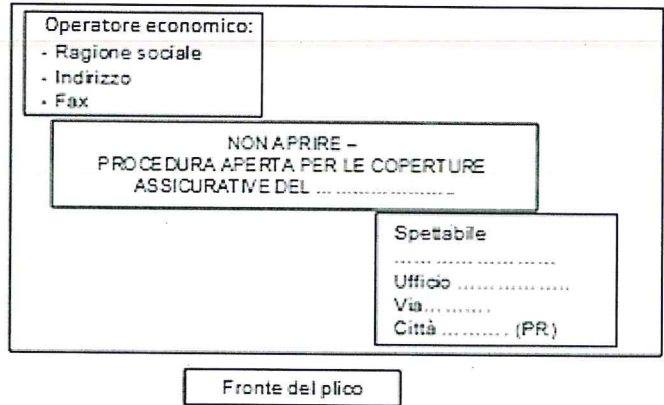 Operatore economico:
- Ragione sociale
- Indirizzo
- Fax
NON APRIRE –
PROCEDURA APERTA PER LE COPERTURE
ASSICURATIVE DEL ........................
Spettabile
........................
Ufficio ...................
Via...........
Città .......... (PR)
Fronte del plico